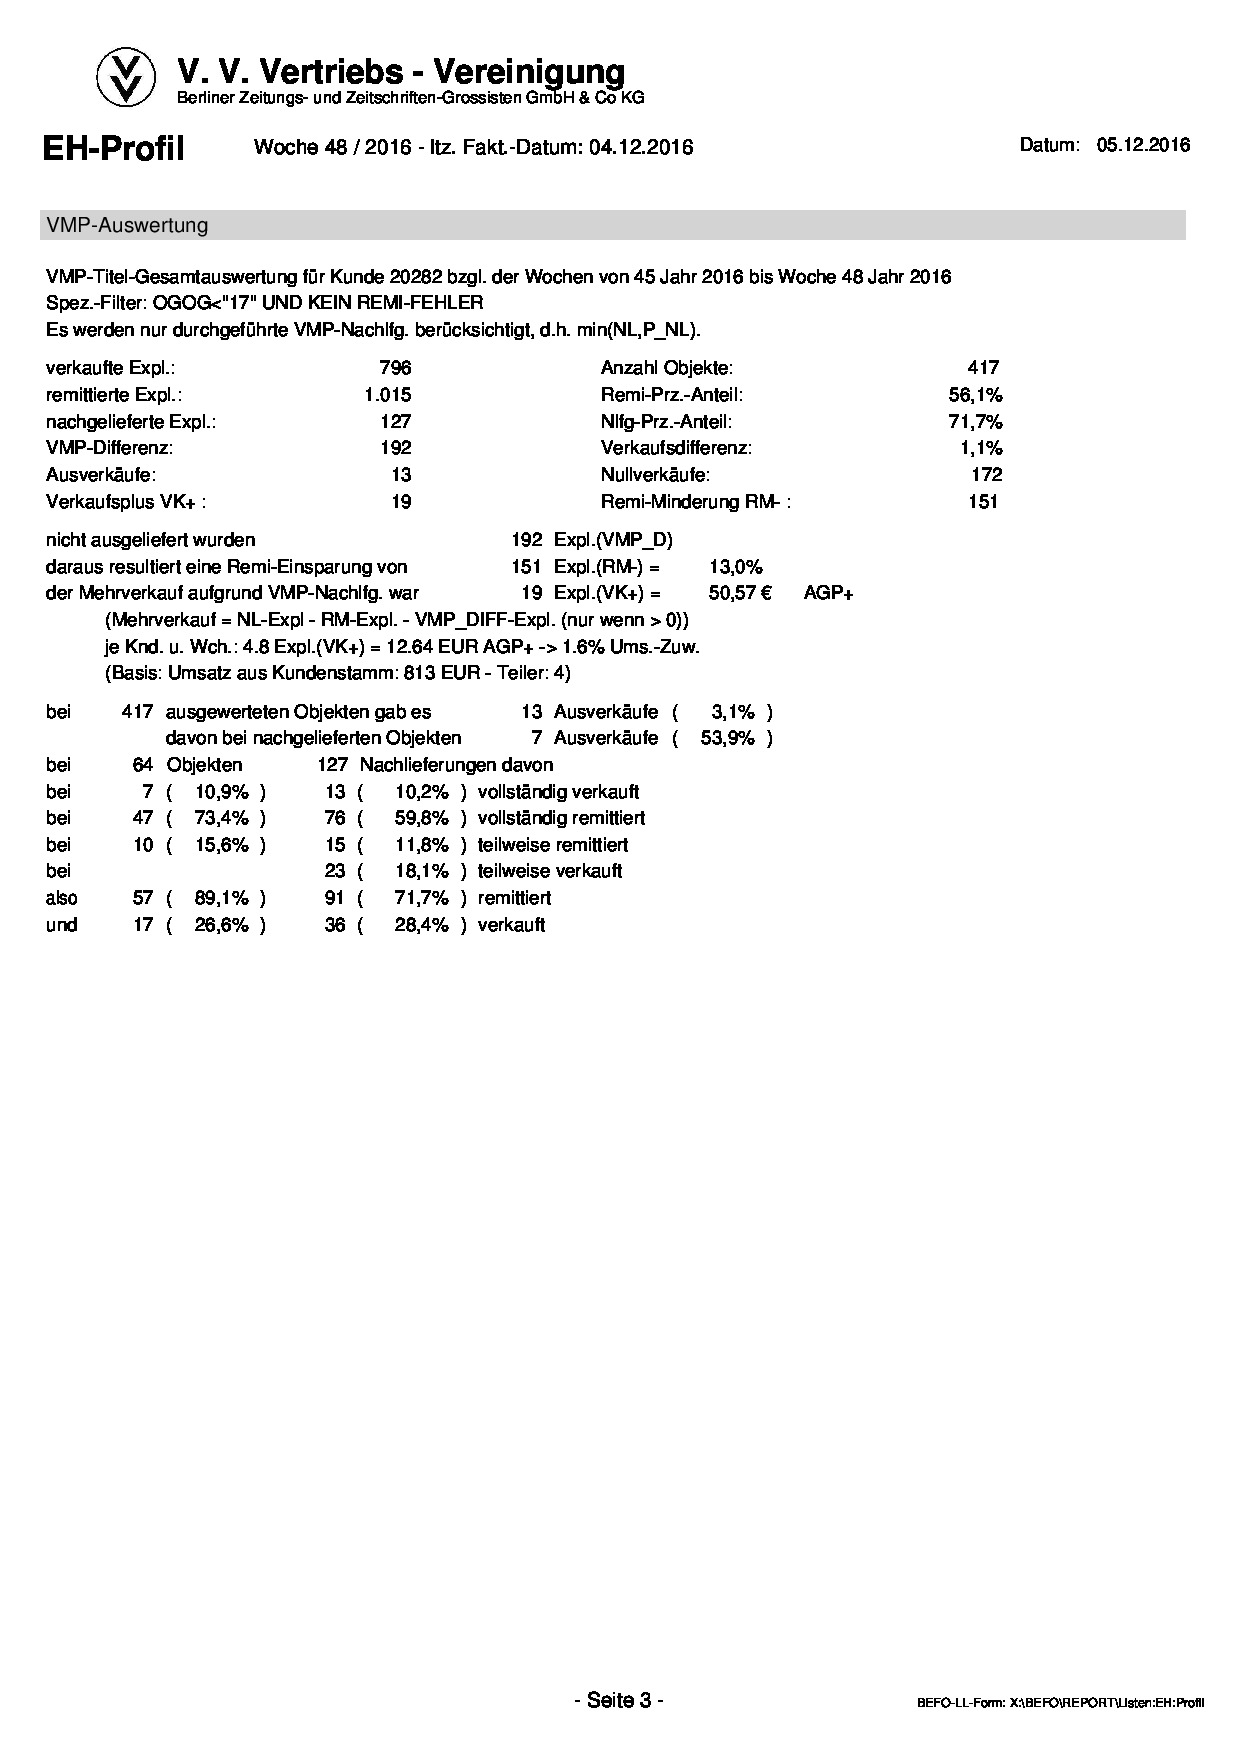 V. V. Vertriebs - Vereinigung
Berliner Zeitungs- und Zeitschriften-Grossisten GmbH & Co KG
EH-Profil Woche 48 / 2016 - ltz. Fakt.-Datum: 04.12.2016 Datum: 05.12.2016
VMP-Auswertung
VMP-Titel-Gesamtauswertung für Kunde 20282 bzgl. der Wochen von 45 Jahr 2016 bis Woche 48 Jahr 2016
Spez.-Filter: OGOG<"17" UND KEIN REMI-FEHLER
Es werden nur durchgeführte VMP-Nachlfg. berücksichtigt, d.h. min(NL,P_NL).
verkaufte Expl.: 796 Anzahl Objekte: 417
remittierte Expl.: 1.015 Remi-Prz.-Anteil: 56,1%
nachgelieferte Expl.: 127 Nlfg-Prz.-Anteil: 71,7%
VMP-Differenz: 192 Verkaufsdifferenz: 1,1%
Ausverkäufe: 13 Nullverkäufe: 172
Verkaufsplus VK+ : 19 Remi-Minderung RM- : 151
nicht ausgeliefert wurden 192 Expl.(VMP_D)
daraus resultiert eine Remi-Einsparung von 151 Expl.(RM-) = 13,0%
der Mehrverkauf aufgrund VMP-Nachlfg. war 19 Expl.(VK+) = 50,57 € AGP+
(Mehrverkauf = NL-Expl - RM-Expl. - VMP_DIFF-Expl. (nur wenn > 0))
je Knd. u. Wch.: 4.8 Expl.(VK+) = 12.64 EUR AGP+ -> 1.6% Ums.-Zuw.
(Basis: Umsatz aus Kundenstamm: 813 EUR - Teiler: 4)
bei 417 ausgewerteten Objekten gab es 13 Ausverkäufe ( 3,1% )
davon bei nachgelieferten Objekten 7 Ausverkäufe ( 53,9% )
bei 64 Objekten 127 Nachlieferungen davon
bei 7 ( 10,9% ) 13 ( 10,2% ) vollständig verkauft
bei 47 ( 73,4% ) 76 ( 59,8% ) vollständig remittiert
bei 10 ( 15,6% ) 15 ( 11,8% ) teilweise remittiert
bei 23 ( 18,1% ) teilweise verkauft
also 57 ( 89,1% ) 91 ( 71,7% ) remittiert
und 17 ( 26,6% ) 36 ( 28,4% ) verkauft
- Seite 3 - BEFO-LL-Form: X:\BEFO\REPORT\Listen:EH:Profil